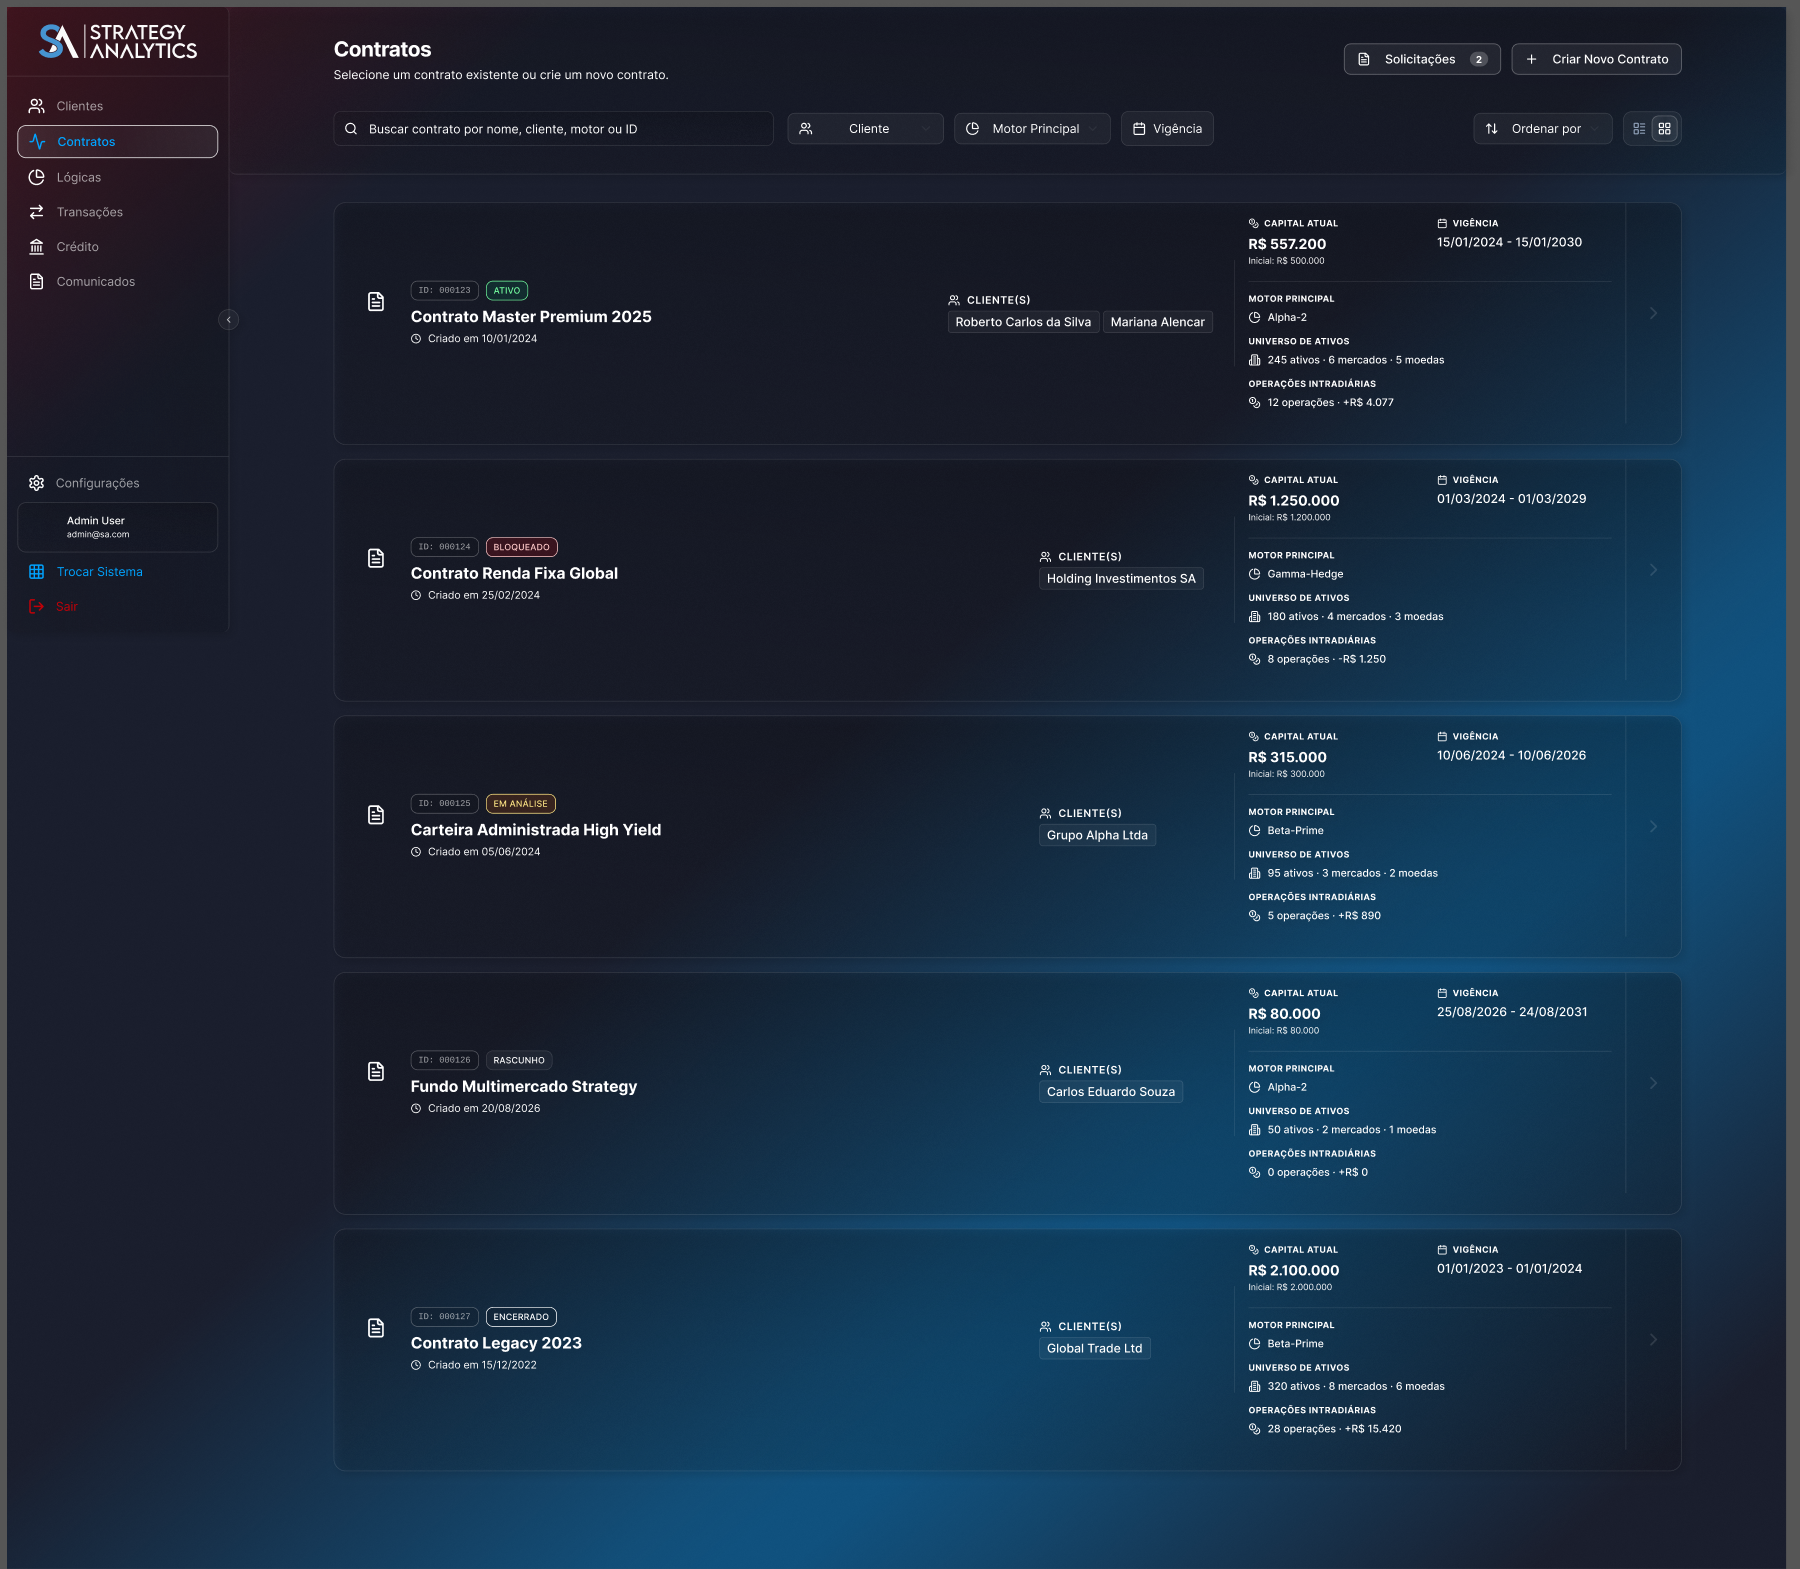 SA STRATEGY
ANALYTICS
Clientes
Contratos
Lógicas
Transações
Crédito
Comunicados
Configurações
Admin User
admin@sa.com
Trocar Sistema
Sair
Contratos
Selecione um contrato existente ou crie um novo contrato.
Solicitações 2
Criar Novo Contrato
Buscar contrato por nome, cliente, motor ou ID
Cliente
Motor Principal
Vigência
Ordenar por
ID: 000123 ATIVO
Contrato Master Premium 2025
Criado em 10/01/2024
CLIENTE(S)
Roberto Carlos da Silva Mariana Alencar
CAPITAL ATUAL
R$ 557.200
Inicial: R$ 500.000
VIGÊNCIA
15/01/2024 - 15/01/2030
MOTOR PRINCIPAL
Alpha-2
UNIVERSO DE ATIVOS
245 ativos · 6 mercados · 5 moedas
OPERAÇÕES INTRADIÁRIAS
12 operações · +R$ 4.077
ID: 000124 BLOQUEADO
Contrato Renda Fixa Global
Criado em 25/02/2024
CLIENTE(S)
Holding Investimentos SA
CAPITAL ATUAL
R$ 1.250.000
Inicial: R$ 1.200.000
VIGÊNCIA
01/03/2024 - 01/03/2029
MOTOR PRINCIPAL
Gamma-Hedge
UNIVERSO DE ATIVOS
180 ativos · 4 mercados · 3 moedas
OPERAÇÕES INTRADIÁRIAS
8 operações · -R$ 1.250
ID: 000125 EM ANÁLISE
Carteira Administrada High Yield
Criado em 05/06/2024
CLIENTE(S)
Grupo Alpha Ltda
CAPITAL ATUAL
R$ 315.000
Inicial: R$ 300.000
VIGÊNCIA
10/06/2024 - 10/06/2026
MOTOR PRINCIPAL
Beta-Prime
UNIVERSO DE ATIVOS
95 ativos · 3 mercados · 2 moedas
OPERAÇÕES INTRADIÁRIAS
5 operações · +R$ 890
ID: 000126 RASCUNHO
Fundo Multimercado Strategy
Criado em 20/08/2026
CLIENTE(S)
Carlos Eduardo Souza
CAPITAL ATUAL
R$ 80.000
Inicial: R$ 80.000
VIGÊNCIA
25/08/2026 - 24/08/2031
MOTOR PRINCIPAL
Alpha-2
UNIVERSO DE ATIVOS
50 ativos · 2 mercados · 1 moedas
OPERAÇÕES INTRADIÁRIAS
0 operações · +R$ 0
ID: 000127 ENCERRADO
Contrato Legacy 2023
Criado em 15/12/2022
CLIENTE(S)
Global Trade Ltd
CAPITAL ATUAL
R$ 2.100.000
Inicial: R$ 2.000.000
VIGÊNCIA
01/01/2023 - 01/01/2024
MOTOR PRINCIPAL
Beta-Prime
UNIVERSO DE ATIVOS
320 ativos · 8 mercados · 6 moedas
OPERAÇÕES INTRADIÁRIAS
28 operações · +R$ 15.420